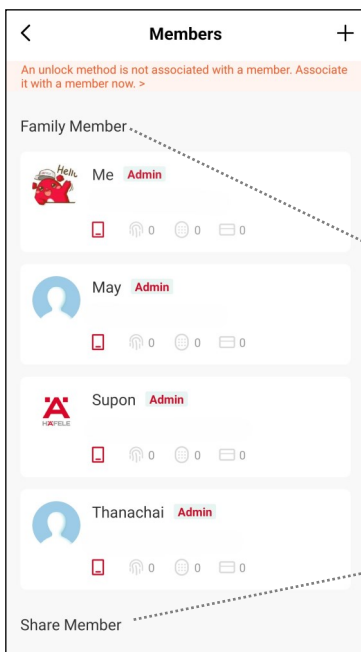 Members
An unlock method is not associated with a member. Associate
it with a member now. >
Family Member
Hello
Me Admin
0 0 0
May Admin
0 0 0
HÄFELE
Supon Admin
0 0 0
Thanachai Admin
0 0 0
Share Member